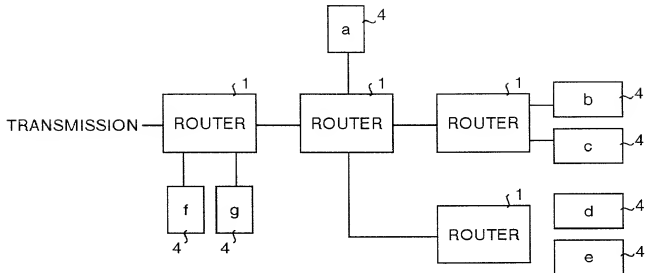 a 4
1 1 1
TRANSMISSION ROUTER ROUTER ROUTER b 4
c 4
f g
4 4
1
ROUTER d 4
e 4